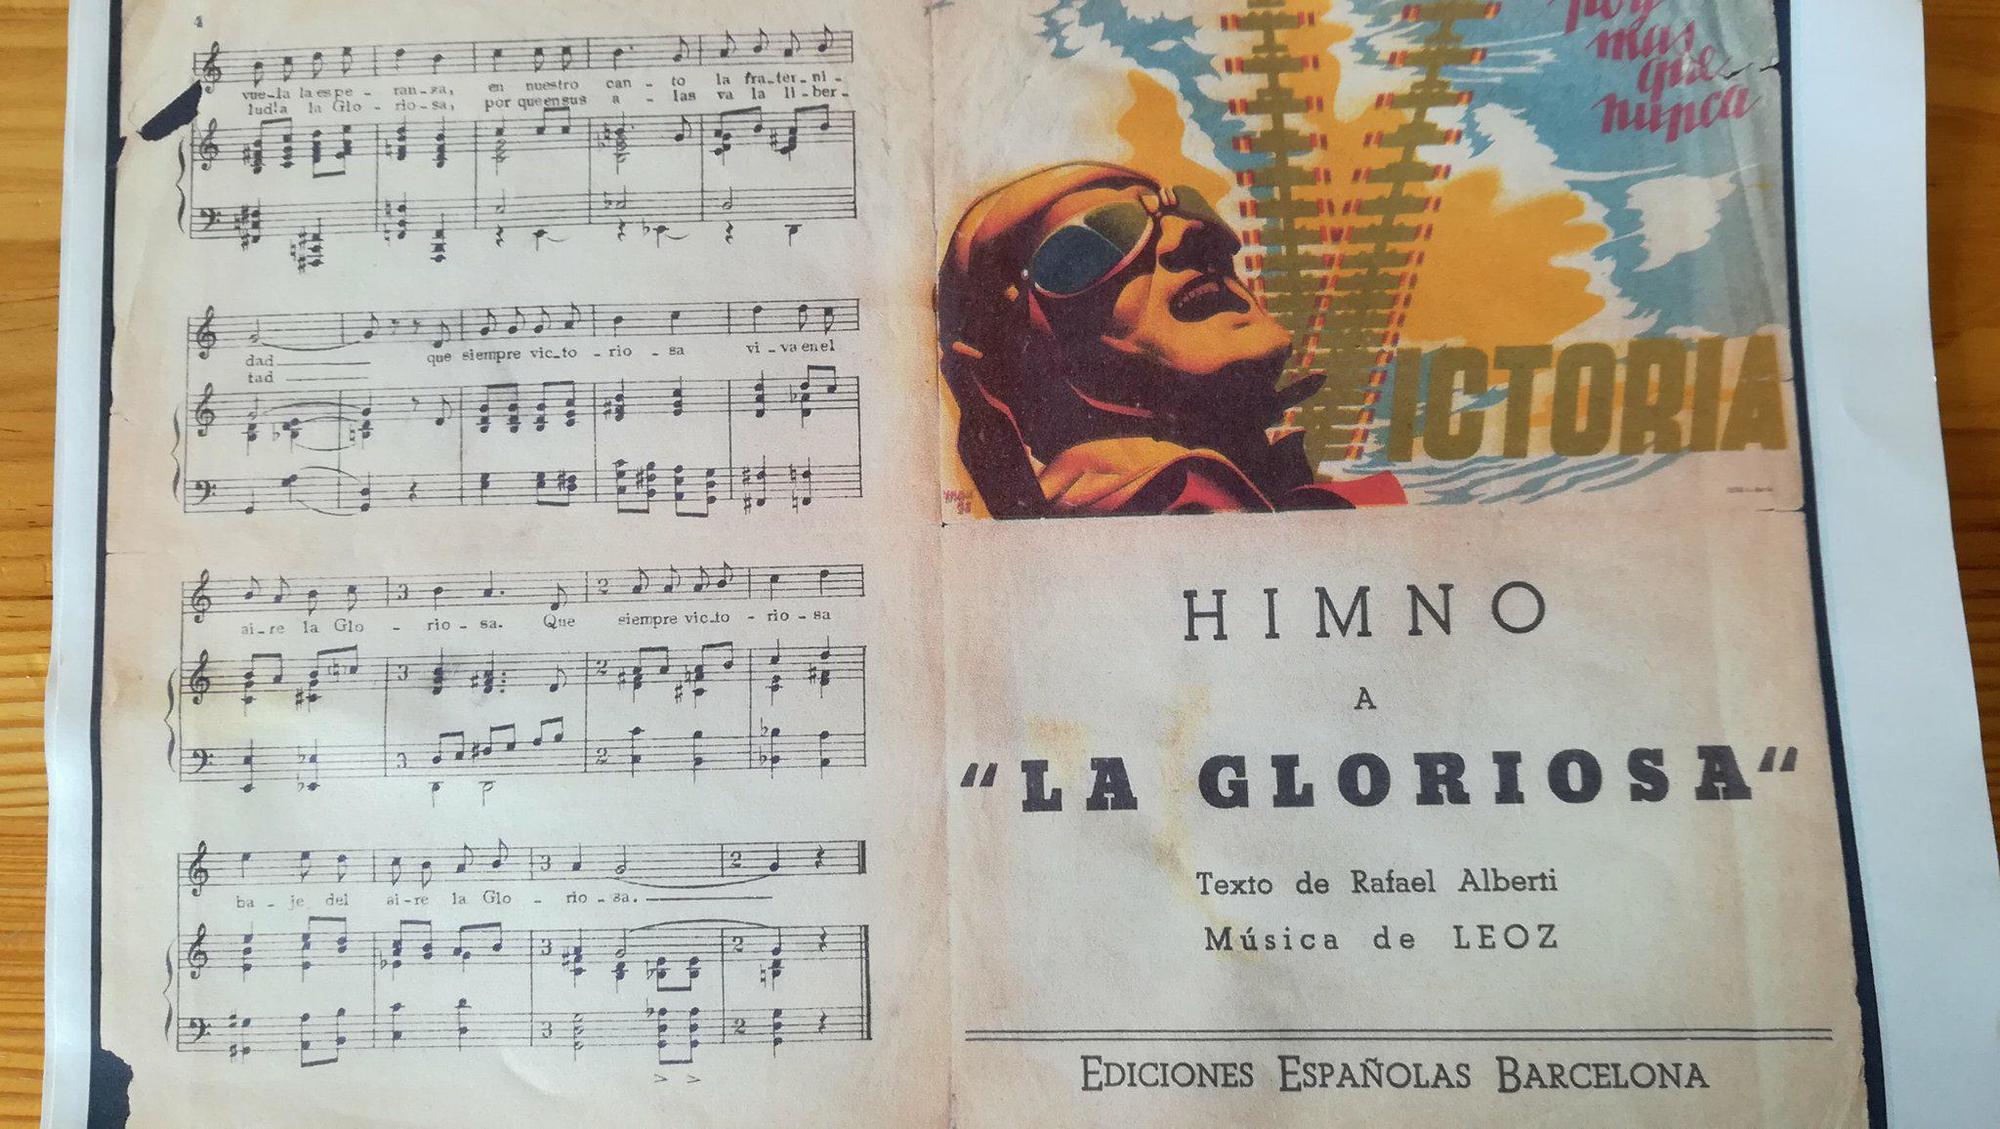 4
vue-la la espe - ran-za, en nuestro can - to la fra-ter-ni-
lud!a la Glo - rio-sa, por que en sus a - las va la li-ber-
dad que siempre vic-to - rio - sa vi - va en el
tad
ai-re la Glo - rio - sa. Que siempre vic-to - rio - sa
ba - je del ai-re la Glo - rio - sa.
mas
que
nunca
VICTORIA
HIMNO
A
"LA GLORIOSA"
Texto de Rafael Alberti
Música de LEOZ
EDICIONES ESPAÑOLAS BARCELONA